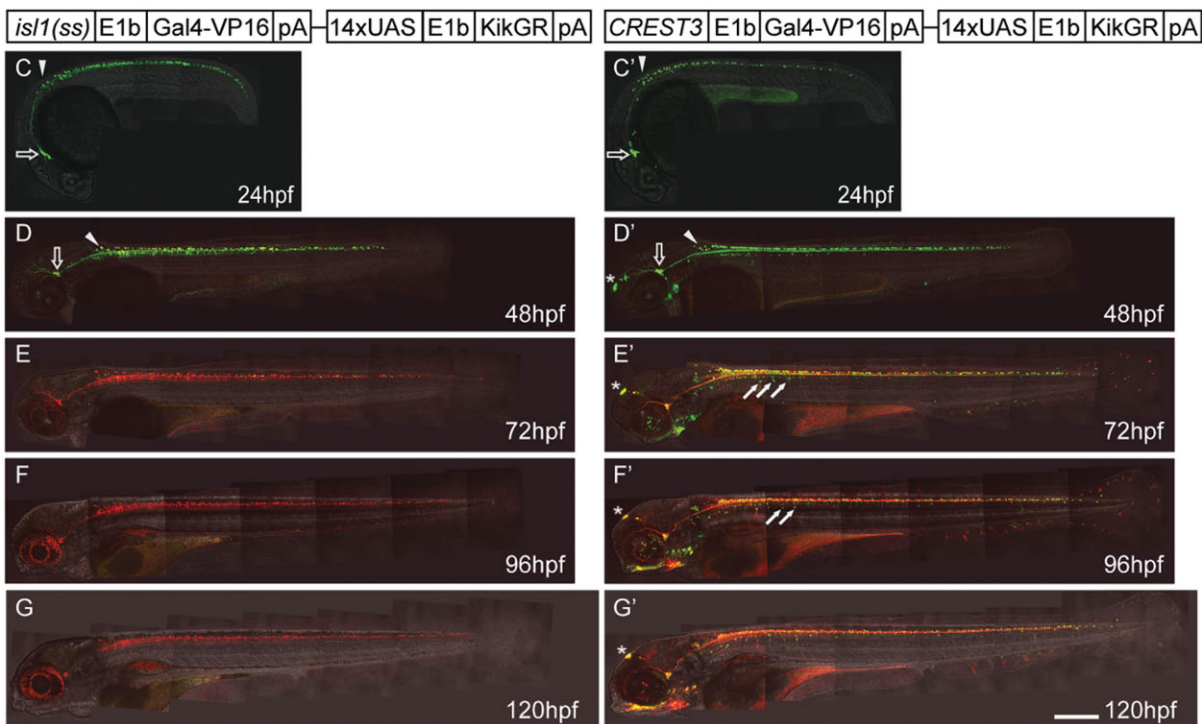 isl1(ss) E1b Gal4-VP16 pA 14xUAS E1b KikGR pA
CREST3 E1b Gal4-VP16 pA 14xUAS E1b KikGR pA
C
24hpf
C’
24hpf
D
48hpf
D’
*
48hpf
E
72hpf
E’
*
72hpf
F
96hpf
F’
*
96hpf
G
120hpf
G’
*
120hpf